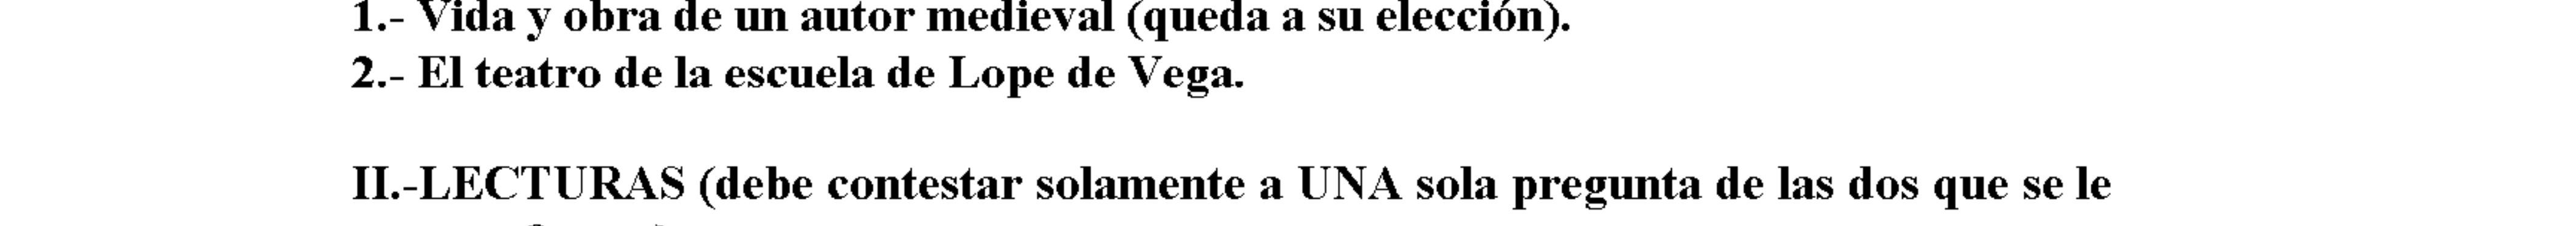 1.- Vida y obra de un autor medieval (queda a su elección).
2.- El teatro de la escuela de Lope de Vega.
II.-LECTURAS (debe contestar solamente a UNA sola pregunta de las dos que se le